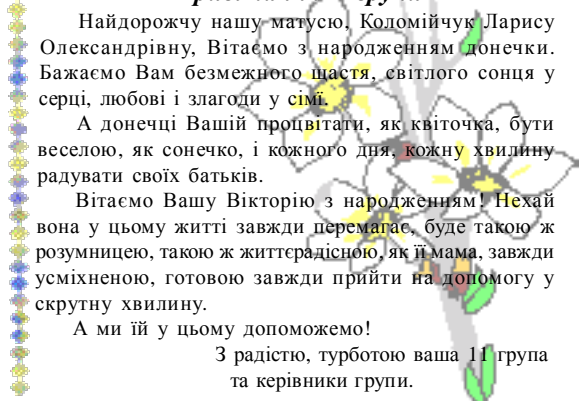 Найдорожчу нашу матусю, Коломійчук Ларису
Олександрівну, Вітаємо з народженням донечки.
Бажаємо Вам безмежного щастя, світлого сонця у
серці, любові і злагоди у сімї.
А донечці Вашій процвітати, як квіточка, бути
веселою, як сонечко, і кожного дня, кожну хвилину
радувати своїх батьків.
Вітаємо Вашу Вікторію з народженням! Нехай
вона у цьому житті завжди перемагає, буде такою ж
розумницею, такою ж життєрадісною, як її мама, завжди
усміхненою, готовою завжди прийти на допомогу у
скрутну хвилину.
А ми їй у цьому допоможемо!
З радістю, турботою ваша 11 група
та керівники групи.